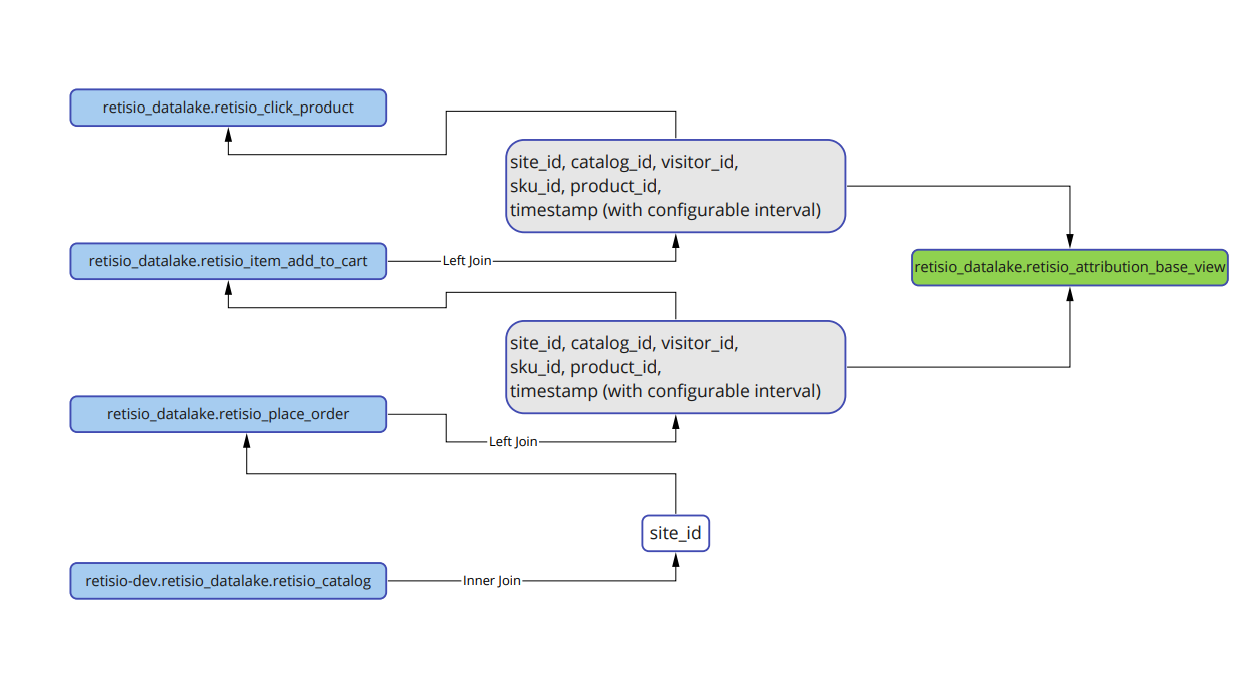 retisio_datalake.retisio_click_product
site_id, catalog_id, visitor_id,
sku_id, product_id,
timestamp (with configurable interval)
retisio_datalake.retisio_item_add_to_cart
Left Join
retisio_datalake.retisio_attribution_base_view
site_id, catalog_id, visitor_id,
sku_id, product_id,
timestamp (with configurable interval)
retisio_datalake.retisio_place_order
Left Join
site_id
retisio-dev.retisio_datalake.retisio_catalog
Inner Join